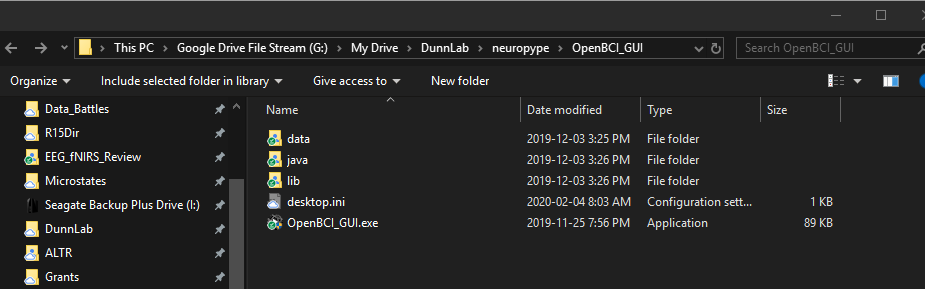 This PC > Google Drive File Stream (G:) > My Drive > DunnLab > neuropype > OpenBCI_GUI
Search OpenBCI_GUI
Organize Include selected folder in library Give access to New folder
Name Date modified Type Size
Data_Battles
R15Dir
EEG_fNIRS_Review
Microstates
Seagate Backup Plus Drive (I:)
DunnLab
ALTR
Grants
data 2019-12-03 3:25 PM File folder
java 2019-12-03 3:26 PM File folder
lib 2019-12-03 3:26 PM File folder
desktop.ini 2020-02-04 8:03 AM Configuration sett... 1 KB
OpenBCI_GUI.exe 2019-11-25 7:56 PM Application 89 KB